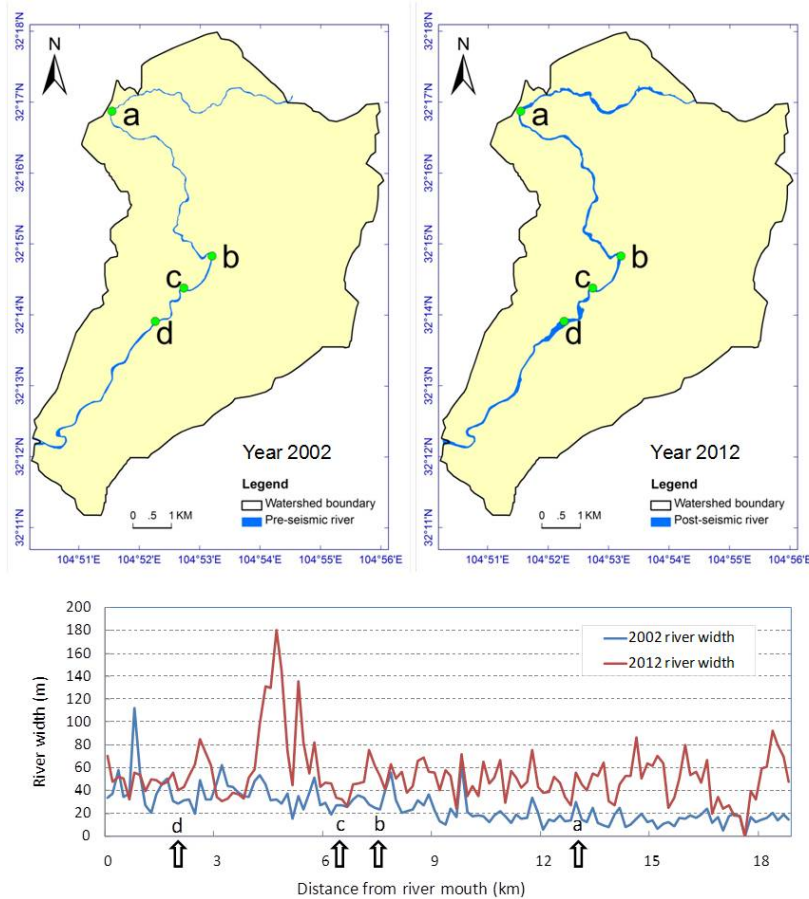 32°18'N
32°17'N
32°16'N
32°15'N
32°14'N
32°13'N
32°12'N
32°11'N
N
a
b
c
d
Year 2002
Legend
Watershed boundary
Pre-seismic river
0 .5 1 KM
104°51'E 104°52'E 104°53'E 104°54'E 104°55'E 104°56'E
32°18'N
32°17'N
32°16'N
32°15'N
32°14'N
32°13'N
32°12'N
32°11'N
N
a
b
c
d
Year 2012
Legend
Watershed boundary
Post-seismic river
0 .5 1 KM
104°51'E 104°52'E 104°53'E 104°54'E 104°55'E 104°56'E
River width (m)
200
180
160
140
120
100
80
60
40
20
0
2002 river width
2012 river width
d c b a
0 3 6 9 12 15 18
Distance from river mouth (km)